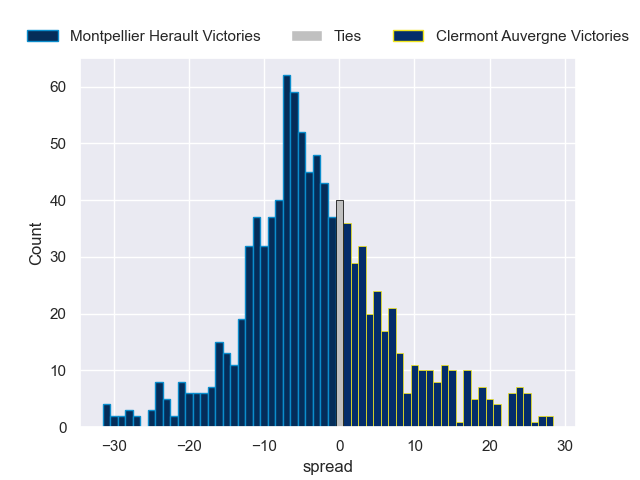 Montpellier Herault Victories Ties Clermont Auvergne Victories
60
50
40
30
20
10
0
Count
−30 −20 −10 0 10 20 30
spread